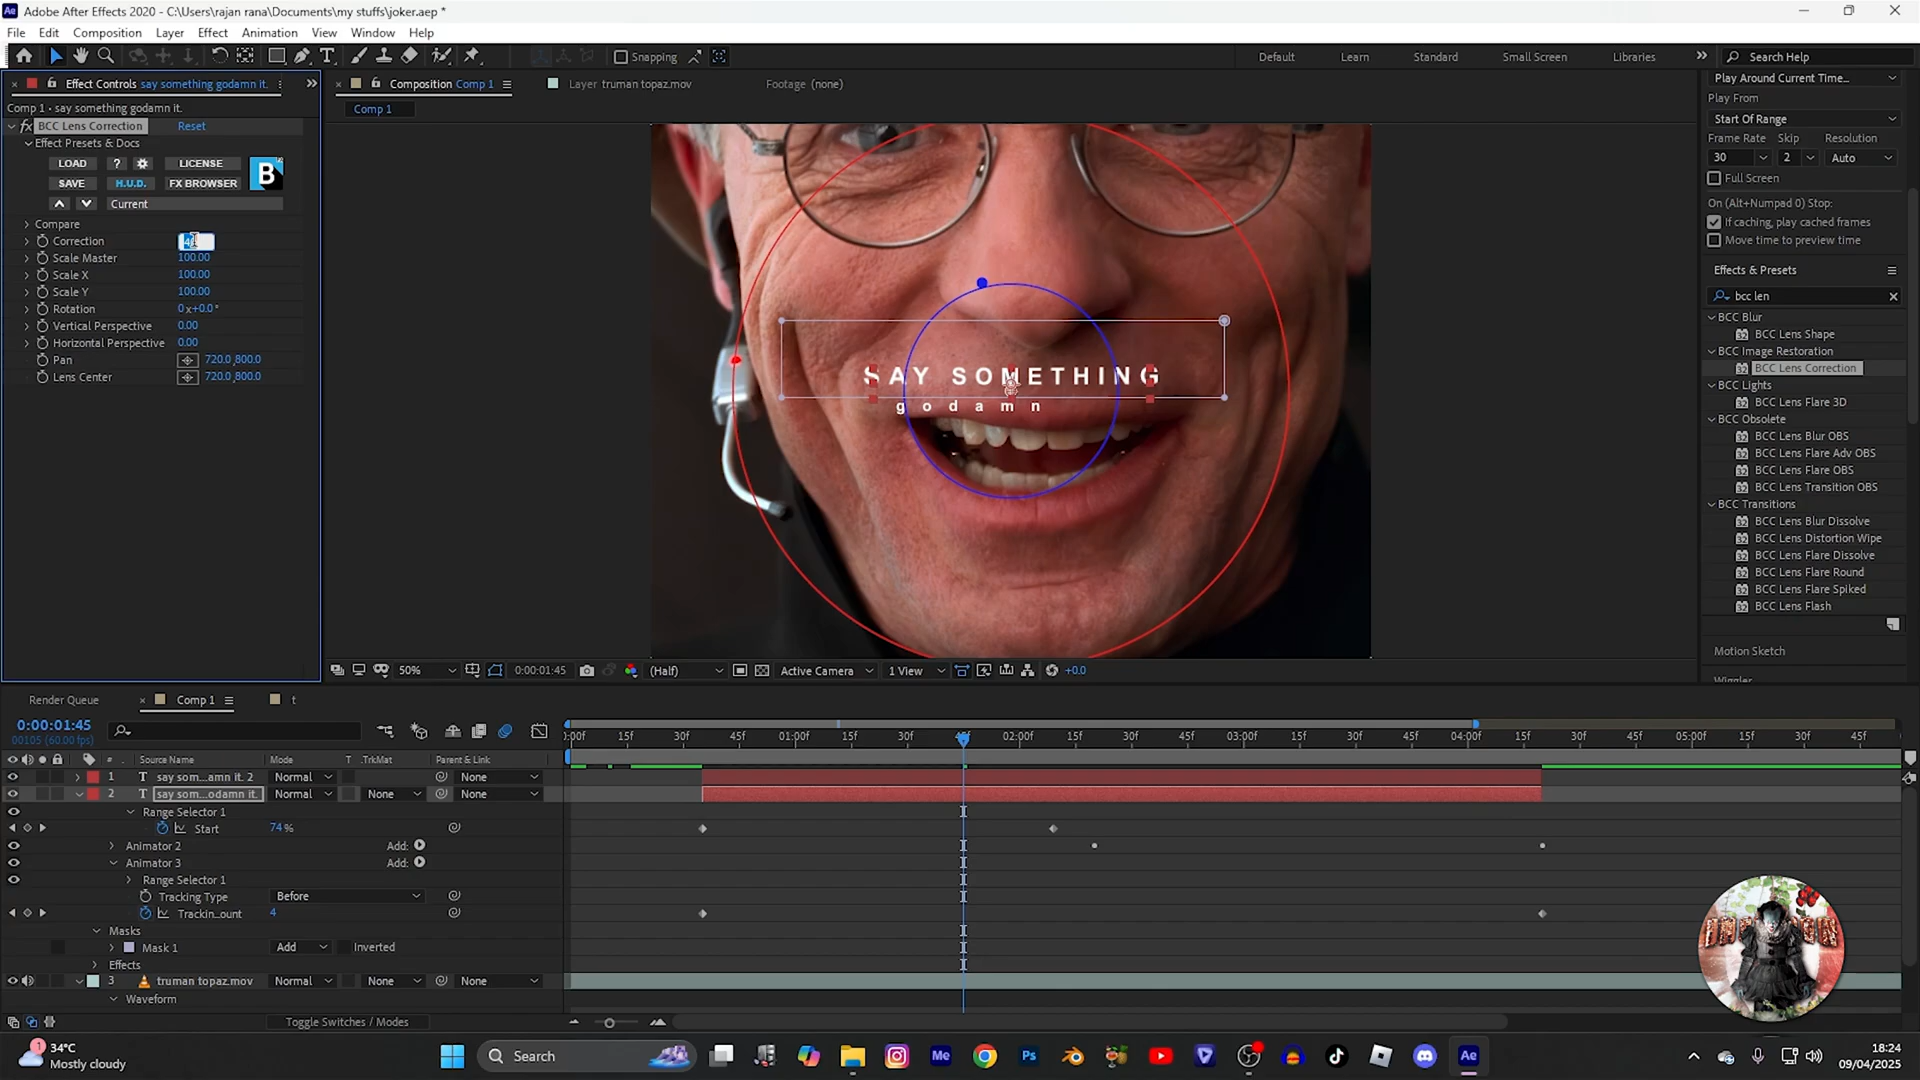 Adobe After Effects 2020 - C:\Users\rajan rana\Documents\my stuffs\joker.aep *
File Edit Composition Layer Effect Animation View Window Help
Snapping
Default Learn Standard Small Screen Libraries
Search Help
Effect Controls say something godamn it.
Comp 1 • say something godamn it.
fx BCC Lens Correction Reset
Effect Presets & Docs
LOAD ? LICENSE
SAVE H.U.D. FX BROWSER
B
Current
Compare
Correction
Scale Master 100.00
Scale X 100.00
Scale Y 100.00
Rotation 0 x+0.0°
Vertical Perspective 0.00
Horizontal Perspective 0.00
Pan 720.0,800.0
Lens Center 720.0,800.0
Composition Comp 1
Layer truman topaz.mov
Footage (none)
Comp 1
SAY SOMETHING
godamn
50% 0:00:01:45 (Half) Active Camera 1 View +0.0
Play Around Current Time...
Play From
Start Of Range
Frame Rate Skip Resolution
30 2 Auto
Full Screen
On (Alt+Numpad 0) Stop:
If caching, play cached frames
Move time to preview time
Effects & Presets
bcc len
BCC Blur
BCC Lens Shape
BCC Image Restoration
BCC Lens Correction
BCC Lights
BCC Lens Flare 3D
BCC Obsolete
BCC Lens Blur OBS
BCC Lens Flare Adv OBS
BCC Lens Flare OBS
BCC Lens Transition OBS
BCC Transitions
BCC Lens Blur Dissolve
BCC Lens Distortion Wipe
BCC Lens Flare Dissolve
BCC Lens Flare Round
BCC Lens Flare Spiked
BCC Lens Flash
Motion Sketch
Wiggler
Render Queue Comp 1 t
0:00:01:45
00105 (60.00 fps)
:00f 15f 30f 45f 01:00f 15f 30f 02:00f 15f 30f 45f 03:00f 15f 30f 45f 04:00f 15f 30f 45f 05:00f 15f 30f 45f
# Source Name Mode T .TrkMat Parent & Link
1 T say som...amn it. 2 Normal None
2 T say som...odamn it. Normal None None
Range Selector 1
Start 74%
Animator 2 Add:
Animator 3 Add:
Range Selector 1
Tracking Type Before
Trackin...ount 4
Masks
Mask 1 Add Inverted
Effects
3 truman topaz.mov Normal None None
Waveform
Toggle Switches / Modes
1
34°C
Mostly cloudy
Search
Me Ps Ae
18:24
09/04/2025